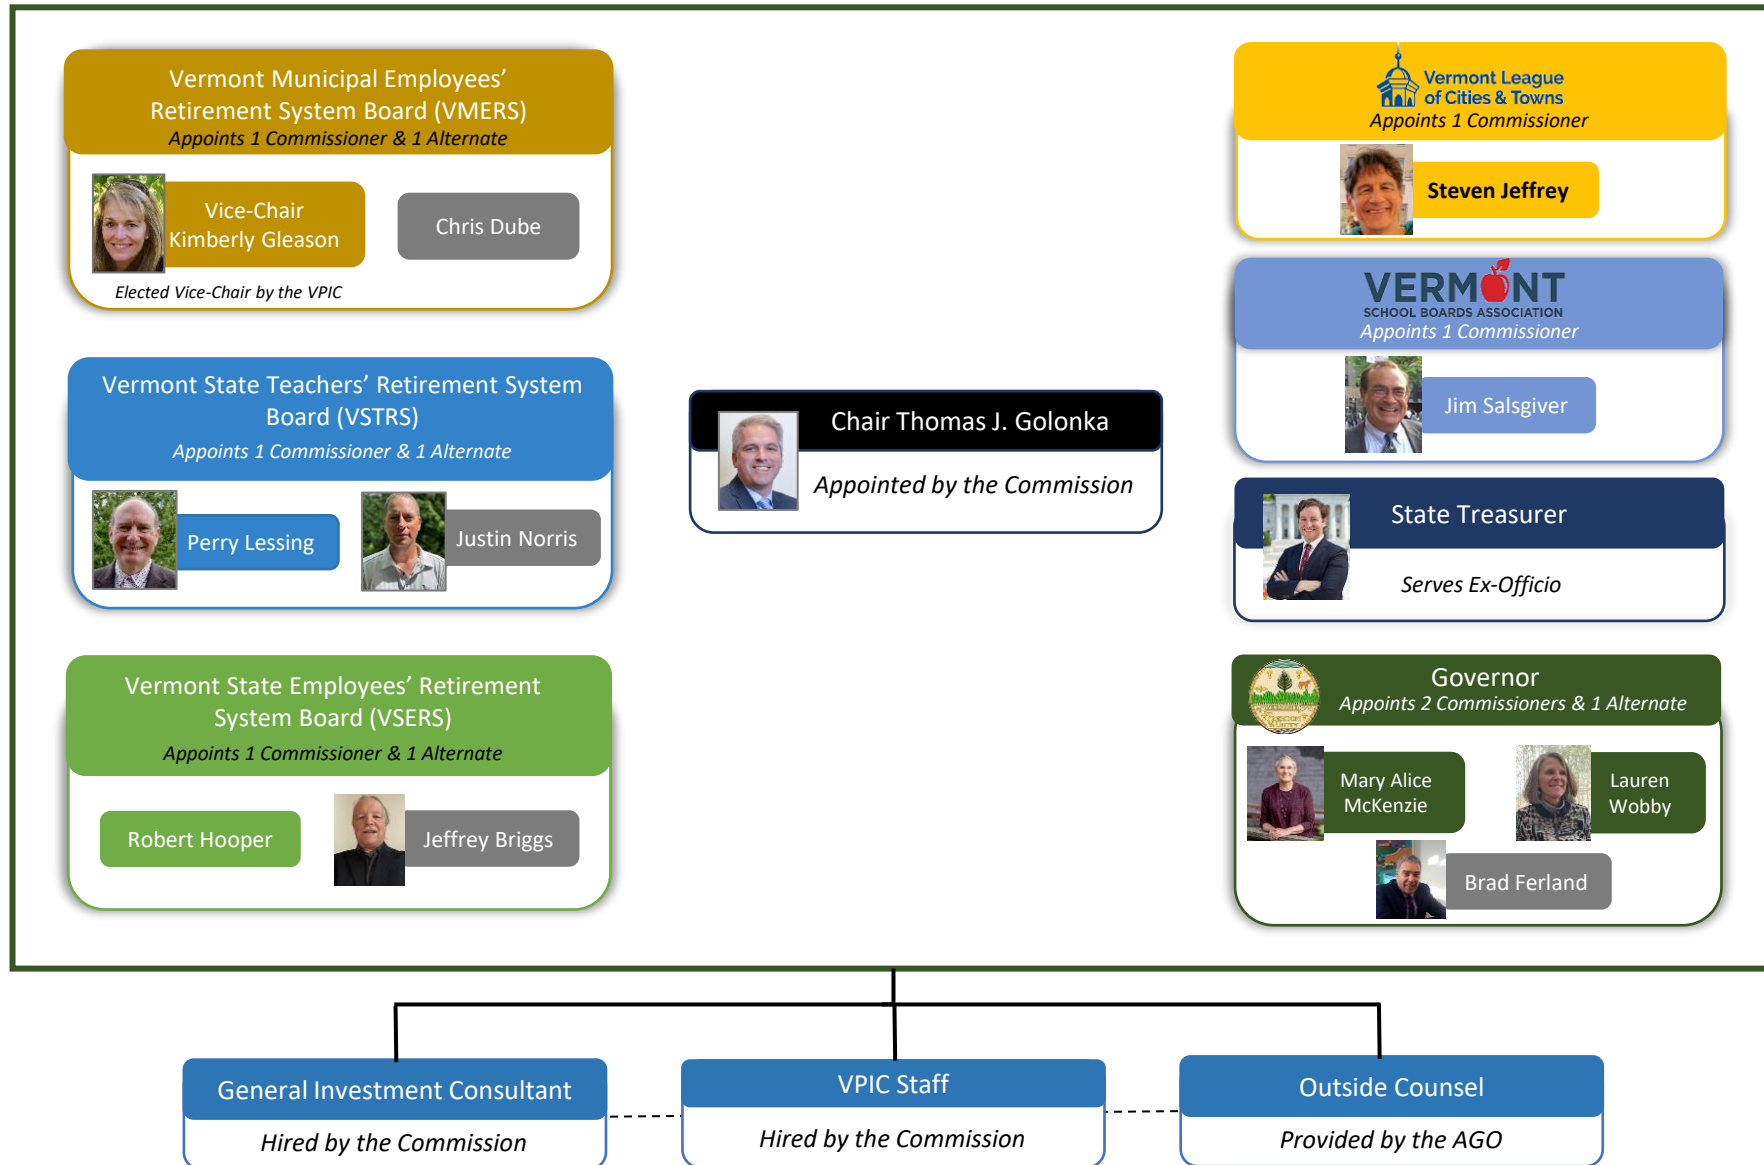 Vermont Municipal Employees'
Retirement System Board (VMERS)
Appoints 1 Commissioner & 1 Alternate
Vice-Chair
Kimberly Gleason
Chris Dube
Elected Vice-Chair by the VPIC
Vermont State Teachers' Retirement System
Board (VSTRS)
Appoints 1 Commissioner & 1 Alternate
Perry Lessing
Justin Norris
Vermont State Employees' Retirement
System Board (VSERS)
Appoints 1 Commissioner & 1 Alternate
Robert Hooper
Jeffrey Briggs
Chair Thomas J. Golonka
Appointed by the Commission
Vermont League
of Cities & Towns
Appoints 1 Commissioner
Steven Jeffrey
VERMONT
SCHOOL BOARDS ASSOCIATION
Appoints 1 Commissioner
Jim Salsgiver
State Treasurer
Serves Ex-Officio
Governor
Appoints 2 Commissioners & 1 Alternate
Mary Alice
McKenzie
Lauren
Wobby
Brad Ferland
General Investment Consultant
Hired by the Commission
VPIC Staff
Hired by the Commission
Outside Counsel
Provided by the AGO